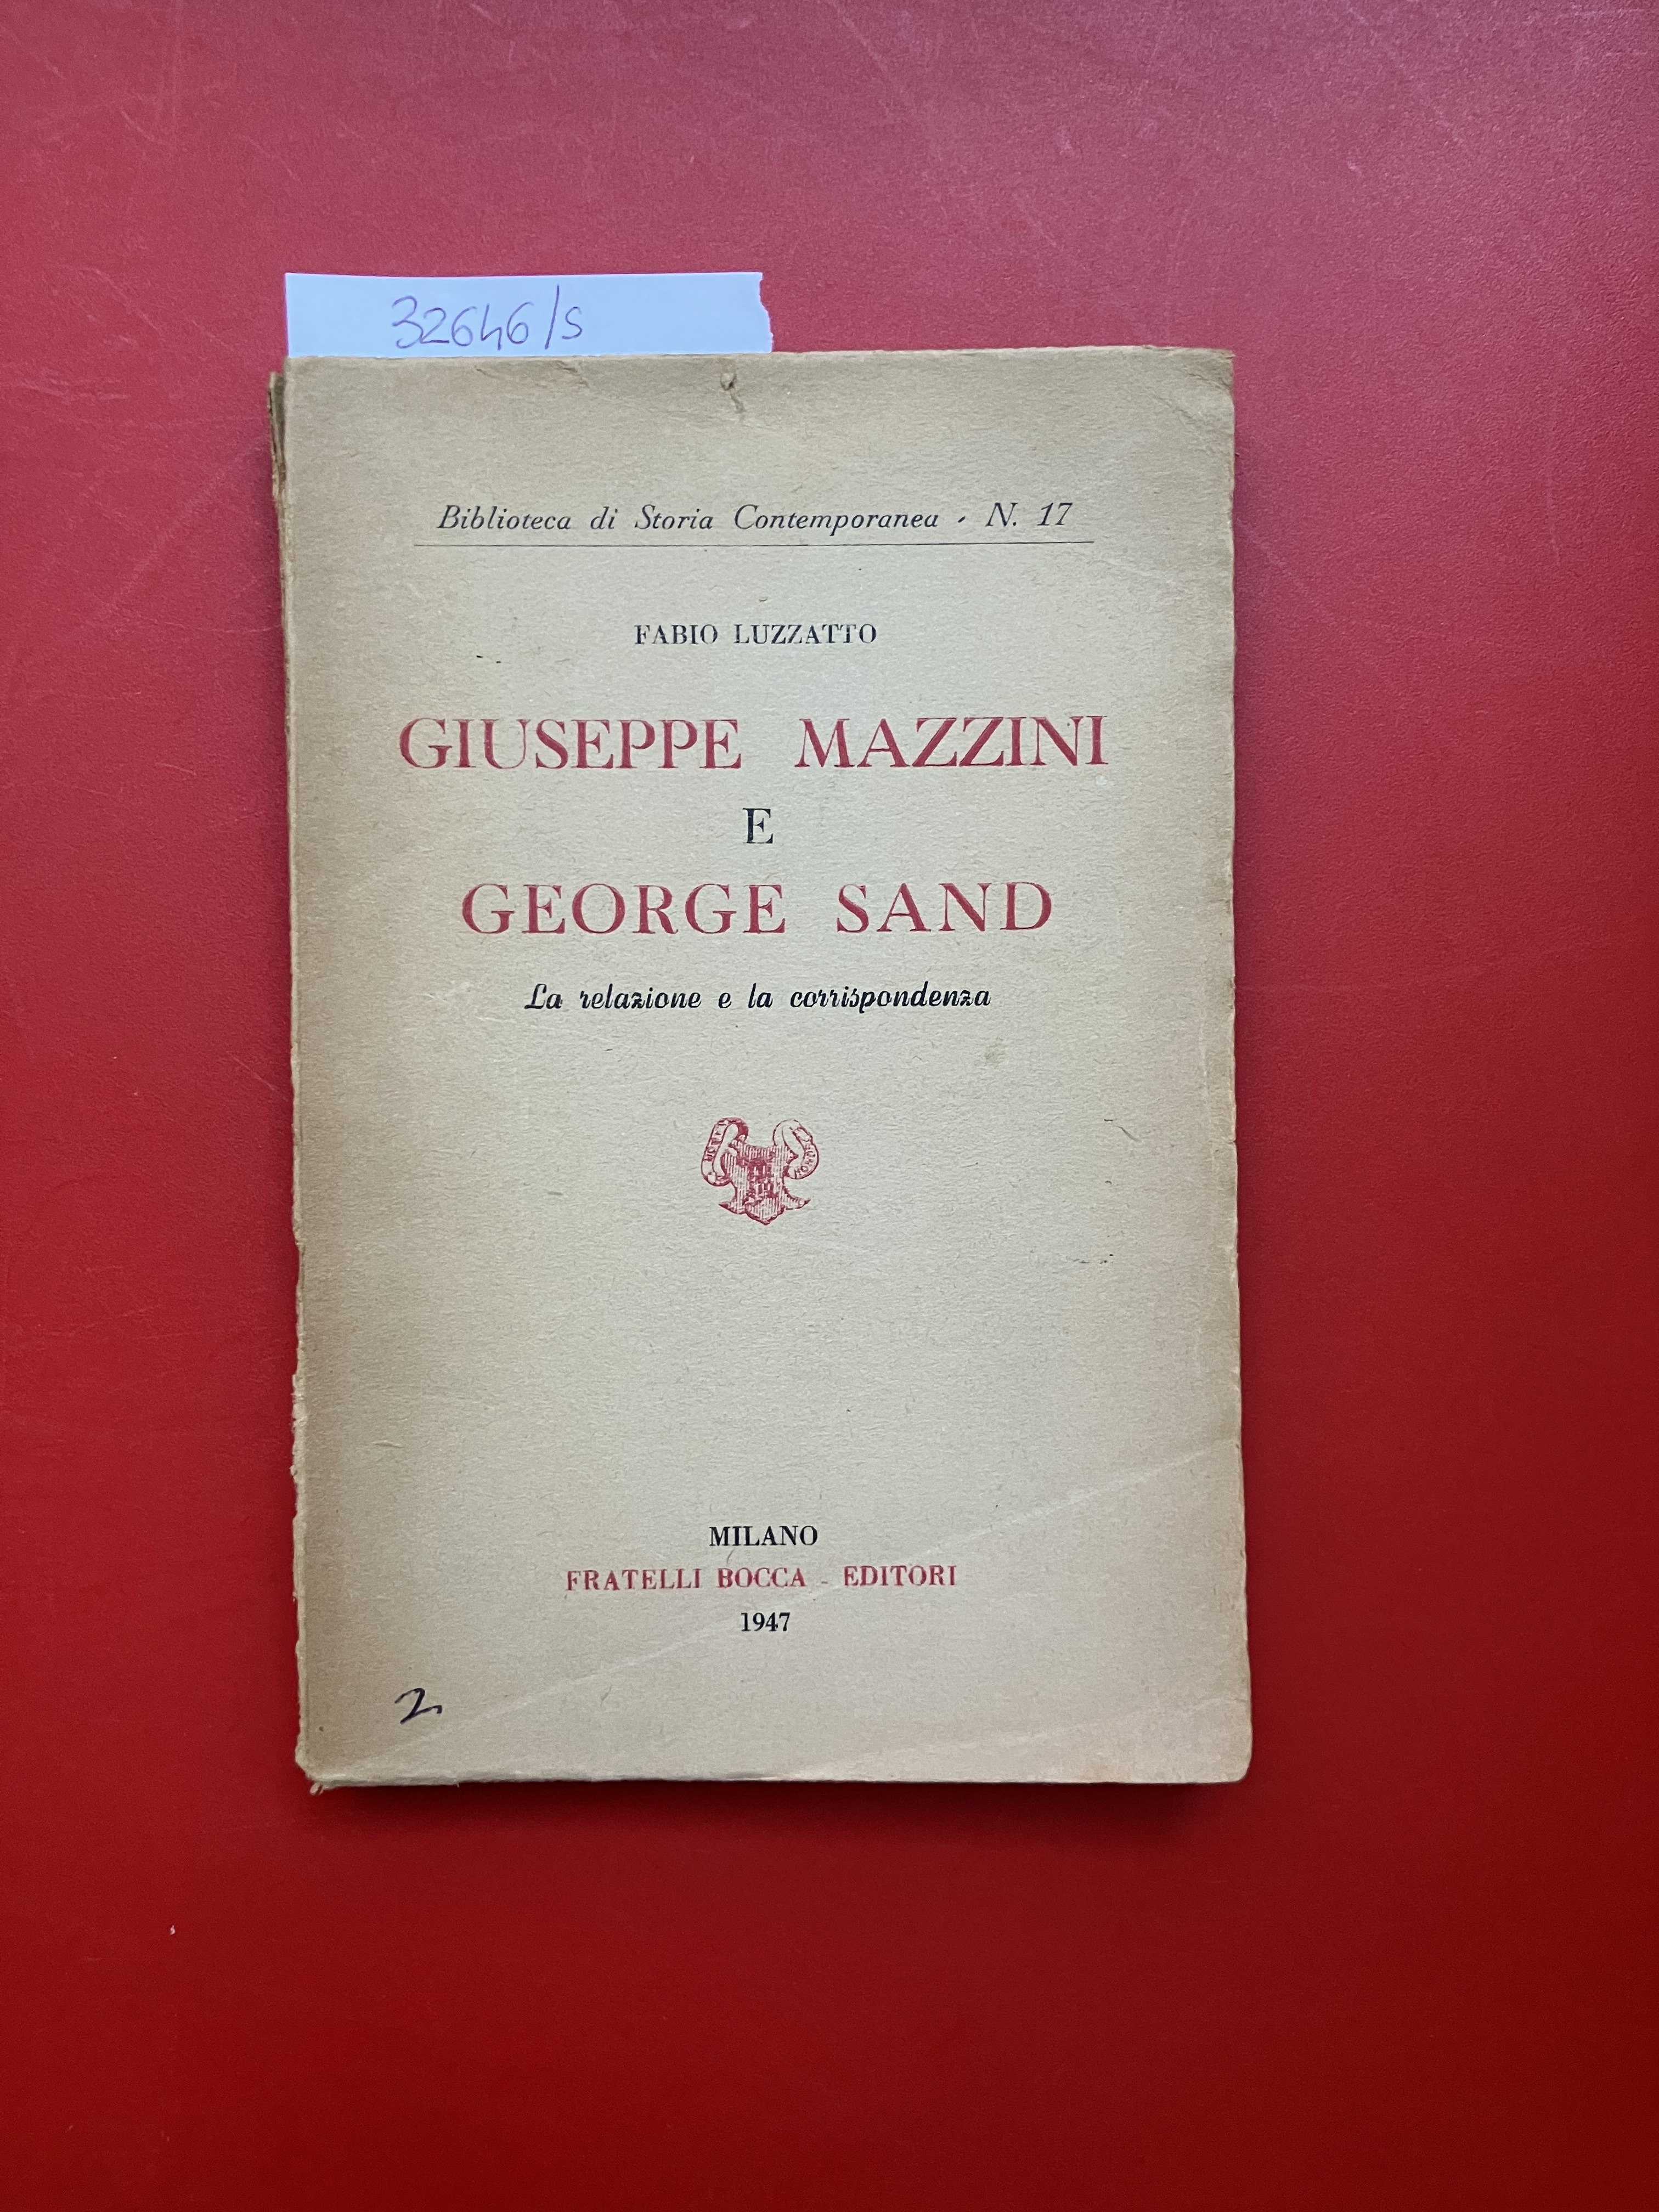 32646/s
Biblioteca di Storia Contemporanea - N. 17
FABIO LUZZATTO
GIUSEPPE MAZZINI
E
GEORGE SAND
La relazione e la corrispondenza
MILANO
FRATELLI BOCCA - EDITORI
1947
2